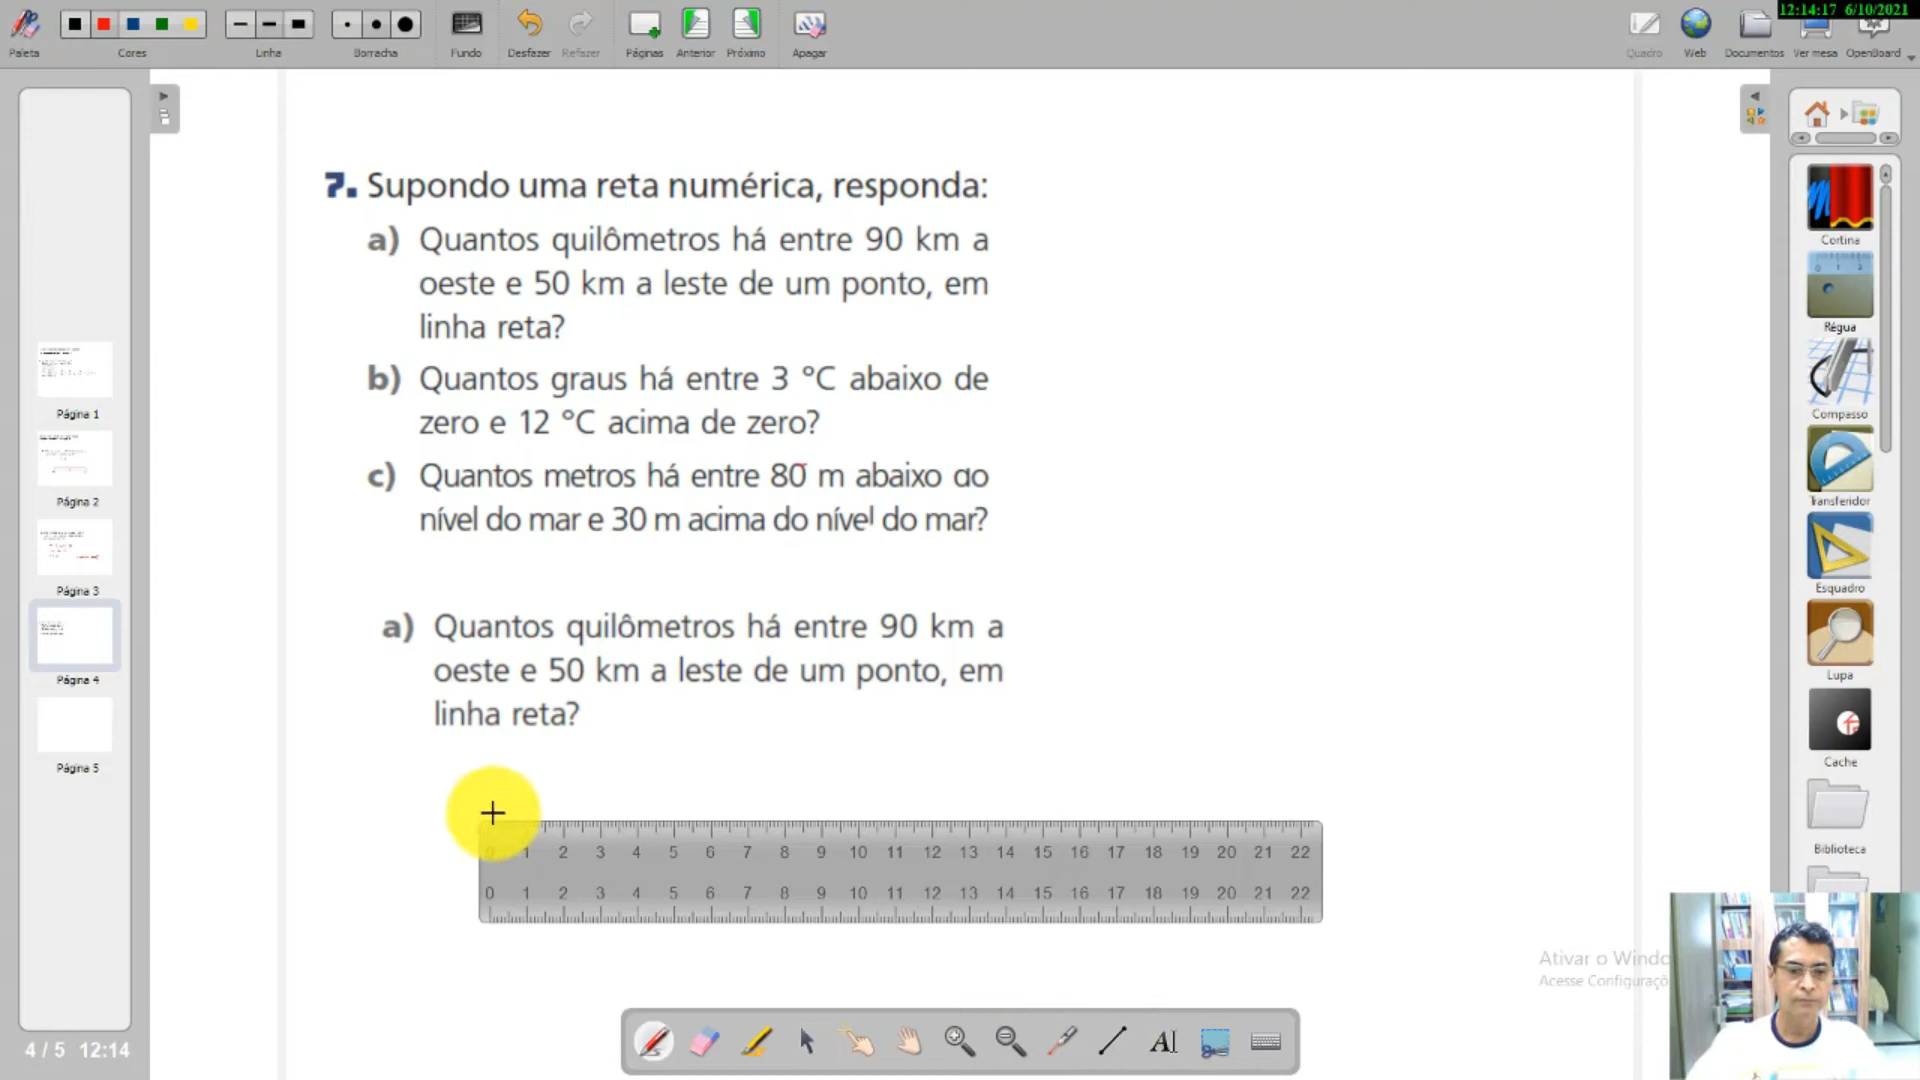 12:14:17 6/10/2021
Paleta
Cores
Linha
Borracha
Fundo
Desfazer
Refazer
Páginas
Anterior
Próximo
Apagar
Quadro
Web
Documentos
Ver mesa
OpenBoard
7. Supondo uma reta numérica, responda:
a) Quantos quilômetros há entre 90 km a
oeste e 50 km a leste de um ponto, em
linha reta?
b) Quantos graus há entre 3 °C abaixo de
zero e 12 °C acima de zero?
c) Quantos metros há entre 80 m abaixo do
nível do mar e 30 m acima do nível do mar?
a) Quantos quilômetros há entre 90 km a
oeste e 50 km a leste de um ponto, em
linha reta?
0 1 2 3 4 5 6 7 8 9 10 11 12 13 14 15 16 17 18 19 20 21 22
0 1 2 3 4 5 6 7 8 9 10 11 12 13 14 15 16 17 18 19 20 21 22
Página 1
Página 2
Página 3
Página 4
Página 5
4 / 5 12:14
Cortina
Régua
Compasso
Transferidor
Esquadro
Lupa
Cache
Biblioteca
Ativar o Windo
Acesse Configuraçõ